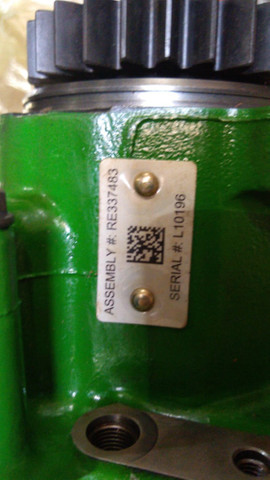 ASSEMBLY #: RE337483
SERIAL #: L10196